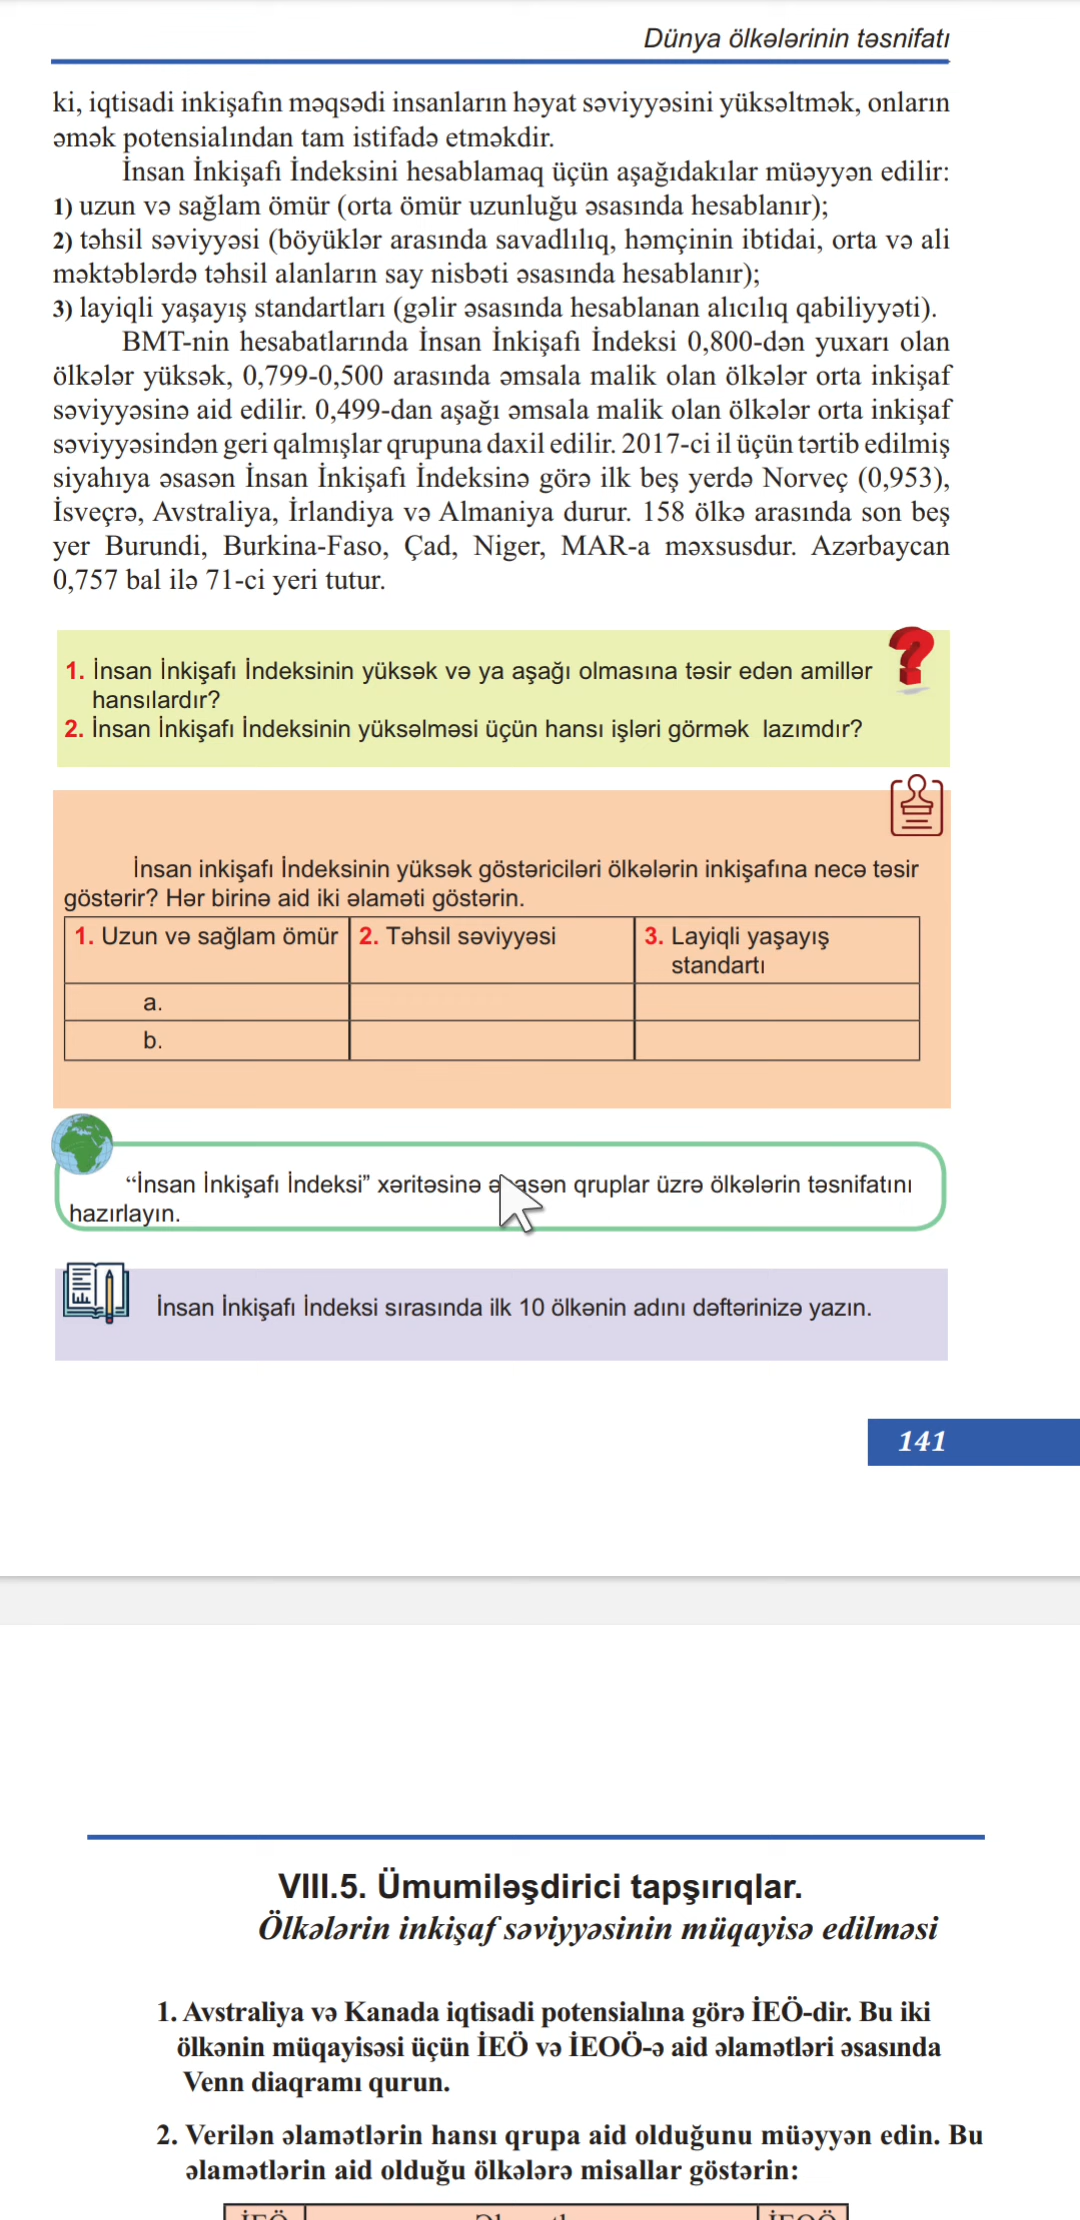 Dünya ölkələrinin təsnifatı
ki, iqtisadi inkişafın məqsədi insanların həyat səviyyəsini yüksəltmək, onların
əmək potensialından tam istifadə etməkdir.
İnsan İnkişafı İndeksini hesablamaq üçün aşağıdakılar müəyyən edilir:
1) uzun və sağlam ömür (orta ömür uzunluğu əsasında hesablanır);
2) təhsil səviyyəsi (böyüklər arasında savadlılıq, həmçinin ibtidai, orta və ali
məktəblərdə təhsil alanların say nisbəti əsasında hesablanır);
3) layiqli yaşayış standartları (gəlir əsasında hesablanan alıcılıq qabiliyyəti).
BMT-nin hesabatlarında İnsan İnkişafı İndeksi 0,800-dən yuxarı olan
ölkələr yüksək, 0,799-0,500 arasında əmsala malik olan ölkələr orta inkişaf
səviyyəsinə aid edilir. 0,499-dan aşağı əmsala malik olan ölkələr orta inkişaf
səviyyəsindən geri qalmışlar qrupuna daxil edilir. 2017-ci il üçün tərtib edilmiş
siyahıya əsasən İnsan İnkişafı İndeksinə görə ilk beş yerdə Norveç (0,953),
İsveçrə, Avstraliya, İrlandiya və Almaniya durur. 158 ölkə arasında son beş
yer Burundi, Burkina-Faso, Çad, Niger, MAR-a məxsusdur. Azərbaycan
0,757 bal ilə 71-ci yeri tutur.
1. İnsan İnkişafı İndeksinin yüksək və ya aşağı olmasına təsir edən amillər
hansılardır?
2. İnsan İnkişafı İndeksinin yüksəlməsi üçün hansı işləri görmək lazımdır?
İnsan inkişafı İndeksinin yüksək göstəriciləri ölkələrin inkişafına necə təsir
göstərir? Hər birinə aid iki əlaməti göstərin.
1. Uzun və sağlam ömür 2. Təhsil səviyyəsi 3. Layiqli yaşayış
standartı
a.
b.
“İnsan İnkişafı İndeksi” xəritəsinə əsasən qruplar üzrə ölkələrin təsnifatını
hazırlayın.
İnsan İnkişafı İndeksi sırasında ilk 10 ölkənin adını dəftərinizə yazın.
141
VIII.5. Ümumiləşdirici tapşırıqlar.
Ölkələrin inkişaf səviyyəsinin müqayisə edilməsi
1. Avstraliya və Kanada iqtisadi potensialına görə İEÖ-dir. Bu iki
ölkənin müqayisəsi üçün İEÖ və İEOÖ-ə aid əlamətləri əsasında
Venn diaqramı qurun.
2. Verilən əlamətlərin hansı qrupa aid olduğunu müəyyən edin. Bu
əlamətlərin aid olduğu ölkələrə misallar göstərin: